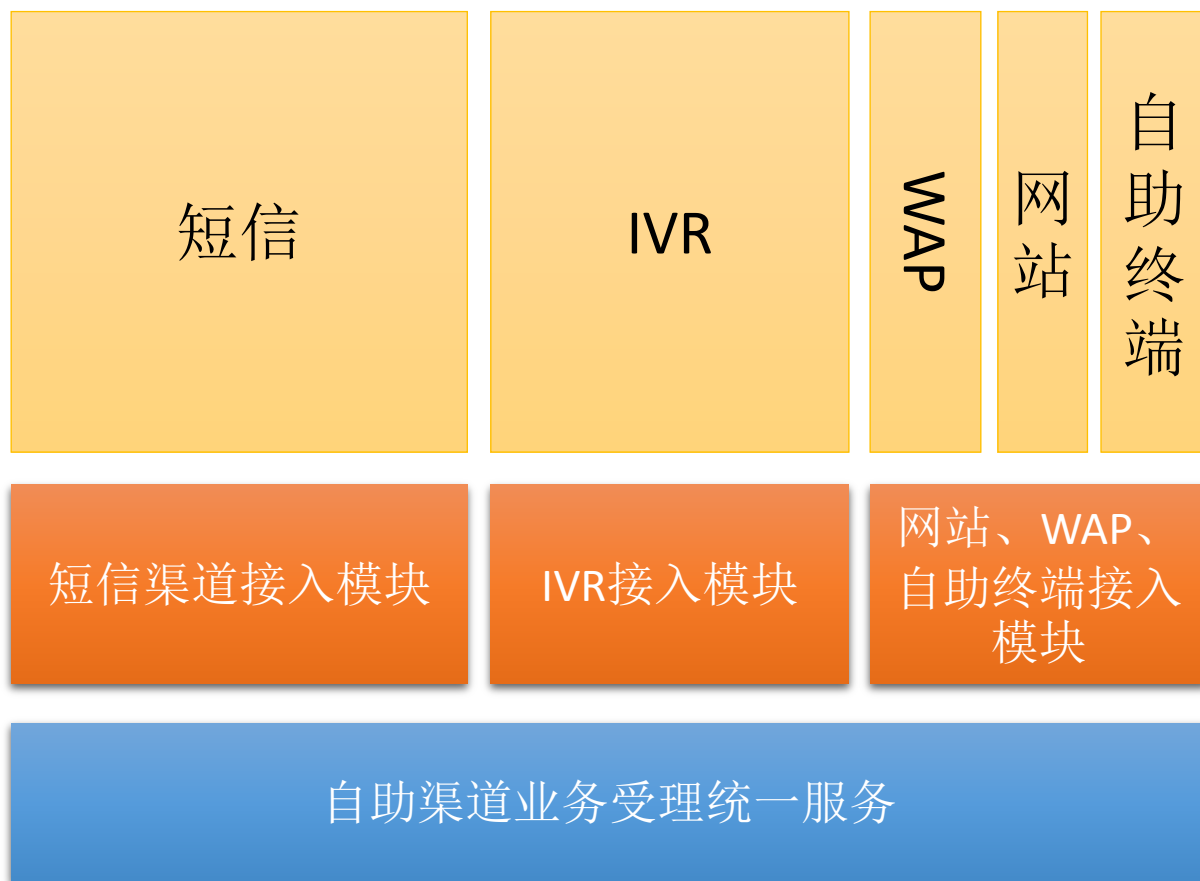 短信
IVR
WAP
网站
自助终端
短信渠道接入模块
IVR接入模块
网站、WAP、
自助终端接入
模块
自助渠道业务受理统一服务